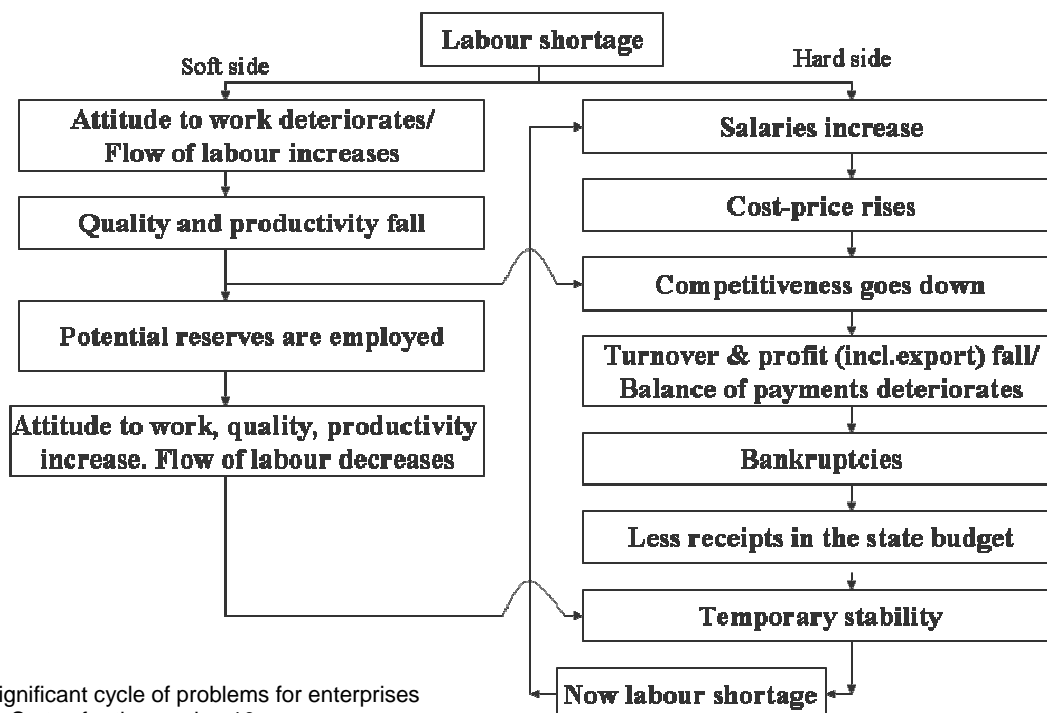 Labour shortage
Soft side
Hard side
Attitude to work deteriorates/
Flow of labour increases
Quality and productivity fall
Potential reserves are employed
Attitude to work, quality, productivity
increase. Flow of labour decreases
Salaries increase
Cost-price rises
Competitiveness goes down
Turnover & profit (incl.export) fall/
Balance of payments deteriorates
Bankruptcies
Less receipts in the state budget
Temporary stability
Now labour shortage
ignificant cycle of problems for enterprises